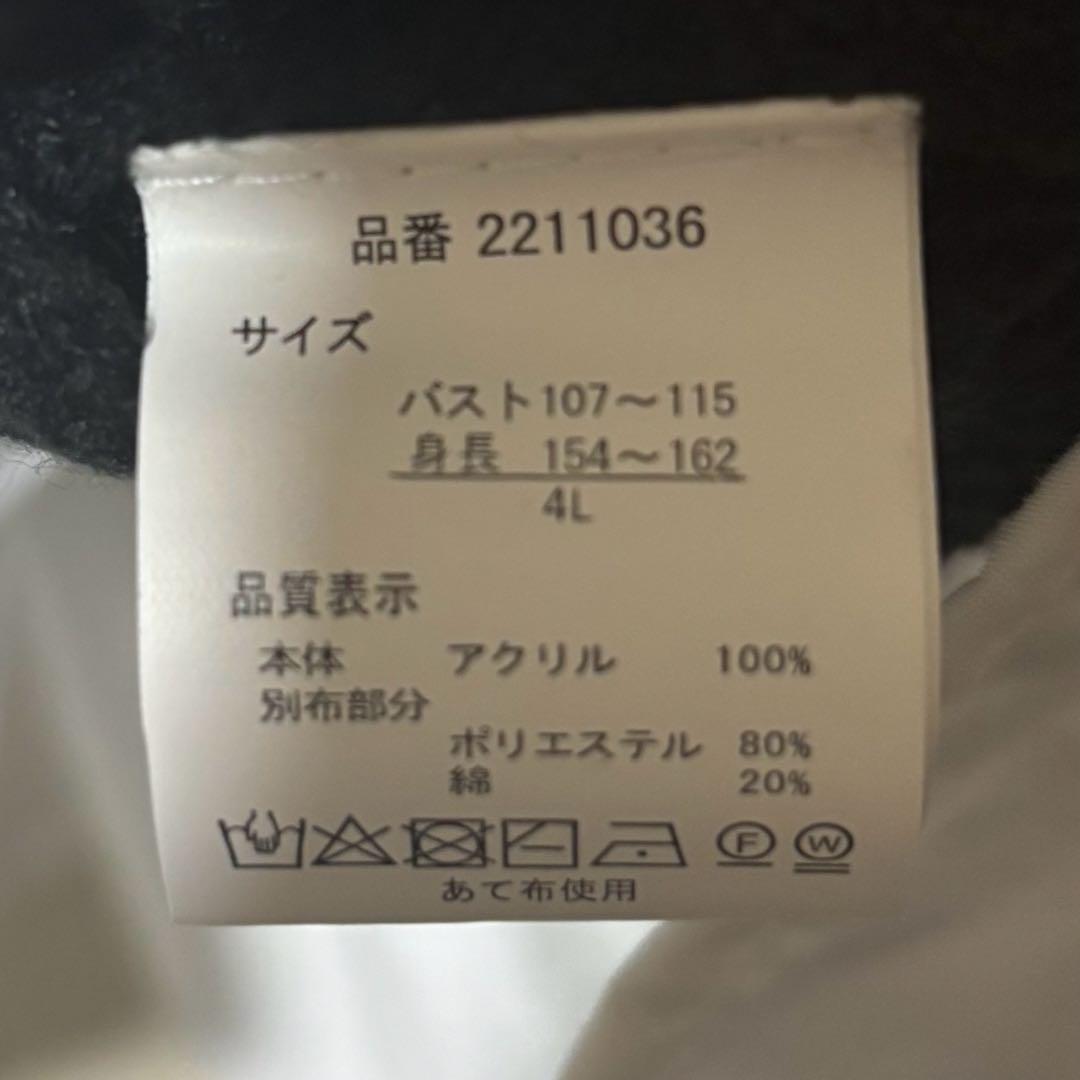 品番 2211036
サイズ
バスト107～115
身長 154～162
4L
品質表示
本体 アクリル 100%
別布部分
ポリエステル 80%
綿 20%
F W
あて布使用